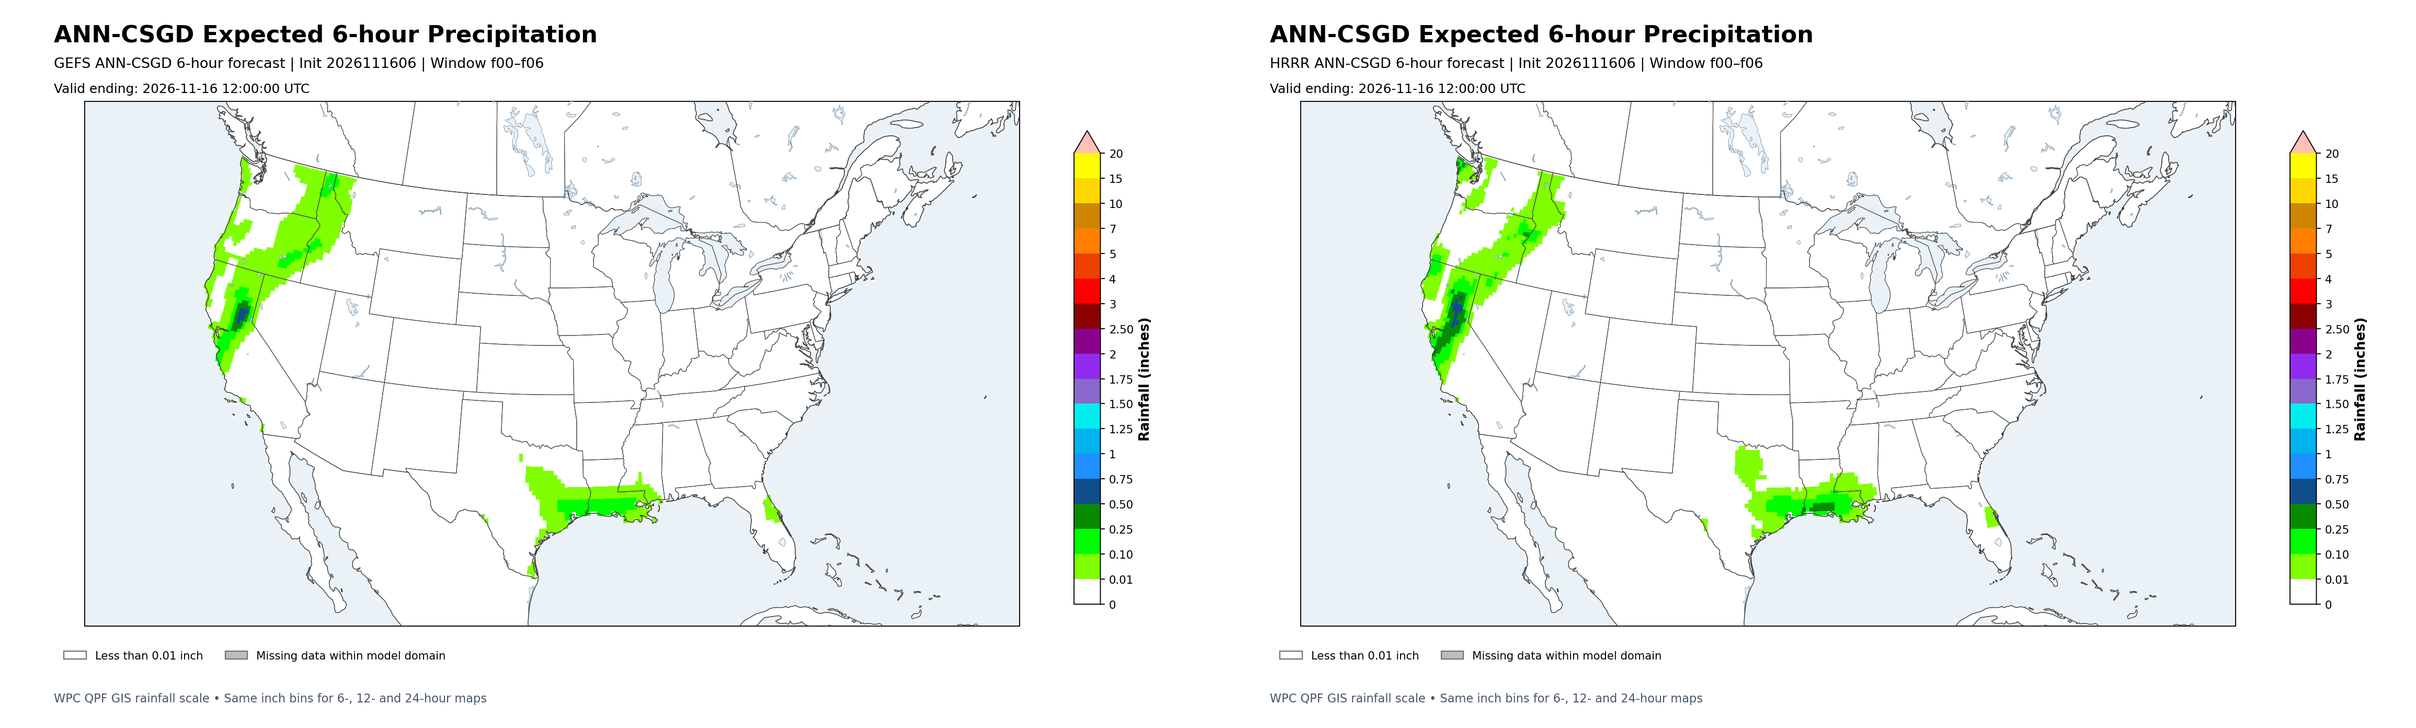 ANN-CSGD Expected 6-hour Precipitation
GEFS ANN-CSGD 6-hour forecast | Init 2026111606 | Window f00–f06
Valid ending: 2026-11-16 12:00:00 UTC
20
15
10
7
5
4
3
2.50
2
1.75
1.50
1.25
1
0.75
0.50
0.25
0.10
0.01
0
Rainfall (inches)
Less than 0.01 inch
Missing data within model domain
WPC QPF GIS rainfall scale • Same inch bins for 6-, 12- and 24-hour maps
ANN-CSGD Expected 6-hour Precipitation
HRRR ANN-CSGD 6-hour forecast | Init 2026111606 | Window f00–f06
Valid ending: 2026-11-16 12:00:00 UTC
20
15
10
7
5
4
3
2.50
2
1.75
1.50
1.25
1
0.75
0.50
0.25
0.10
0.01
0
Rainfall (inches)
Less than 0.01 inch
Missing data within model domain
WPC QPF GIS rainfall scale • Same inch bins for 6-, 12- and 24-hour maps